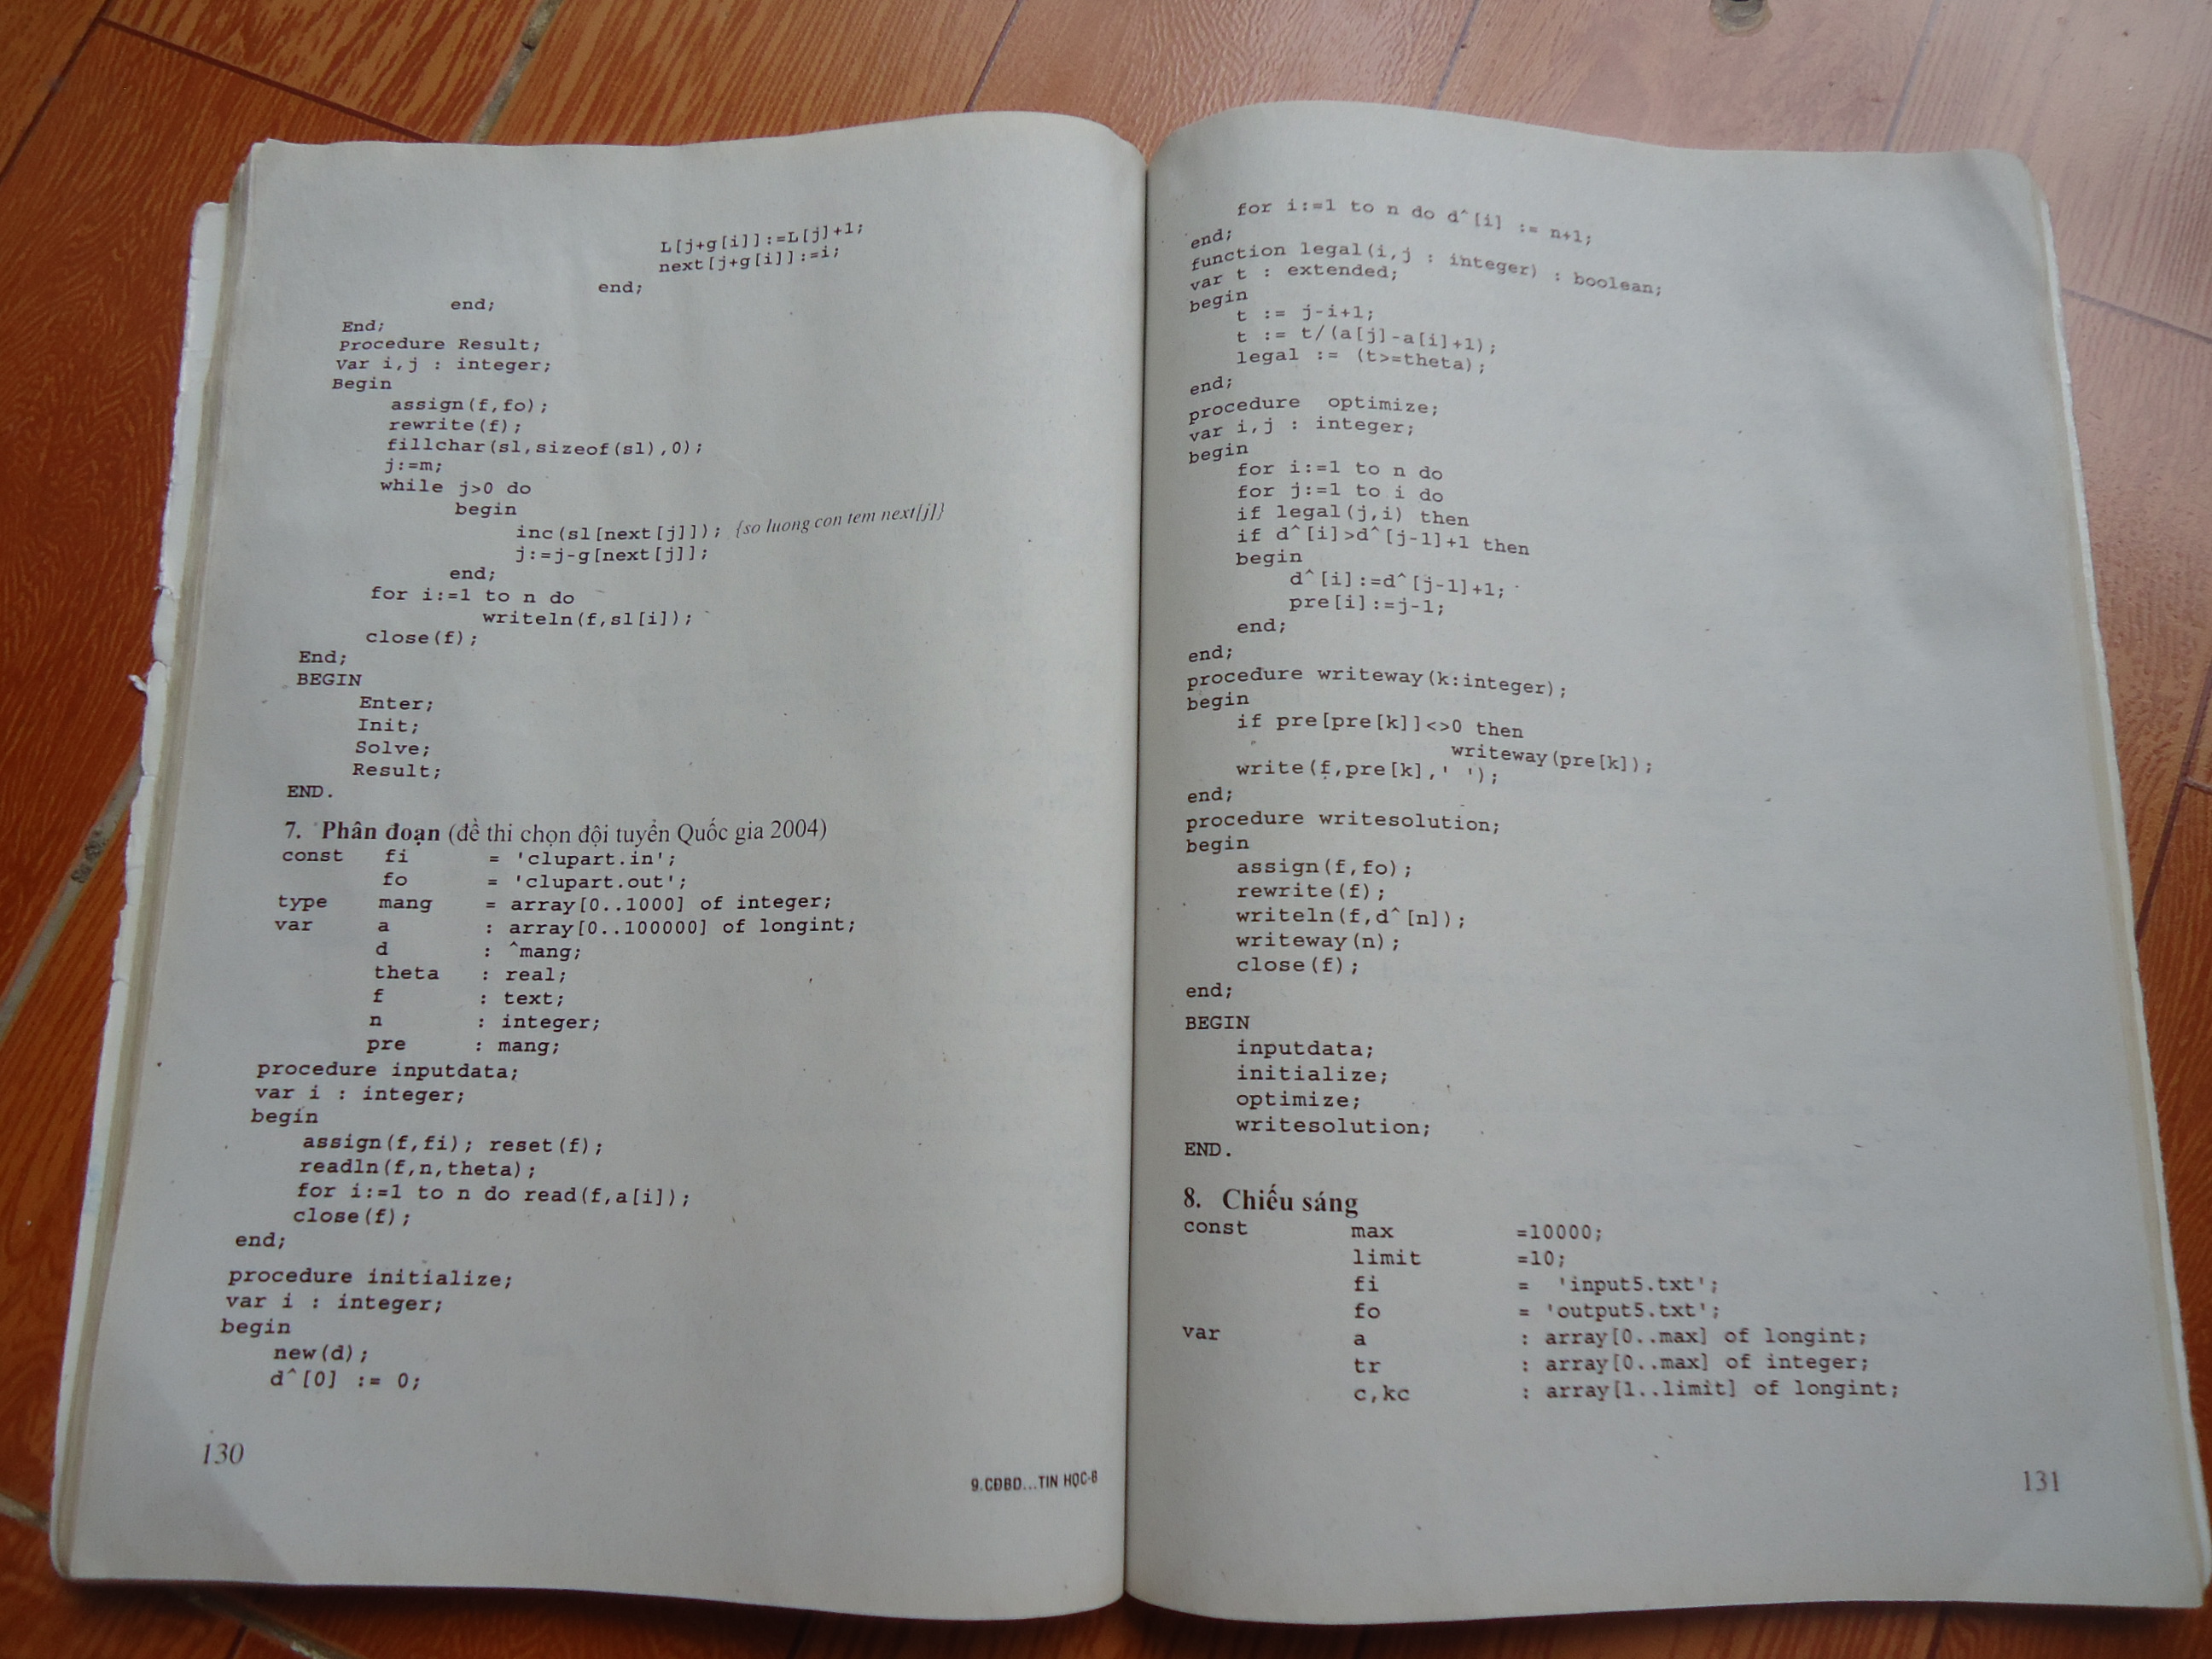 L[j+g[i]]:=L[j]+1;
next[j+g[i]]:=i;
end;
end;
End;
Procedure Result;
Var i,j : integer;
Begin
assign(f,fo);
rewrite(f);
fillchar(sl,sizeof(sl),0);
j:=m;
while j>0 do
begin
inc(sl[next[j]]); {so luong con tem next[j]}
j:=j-g[next[j]];
end;
for i:=1 to n do
writeln(f,sl[i]);
close(f);
End;
BEGIN
Enter;
Init;
Solve;
Result;
END.
7. Phân đoạn (đề thi chọn đội tuyển Quốc gia 2004)
const fi = 'clupart.in';
fo = 'clupart.out';
type mang = array[0..1000] of integer;
var a : array[0..100000] of longint;
d : ^mang;
theta : real;
f : text;
n : integer;
pre : mang;
procedure inputdata;
var i : integer;
begin
assign(f,fi); reset(f);
readln(f,n,theta);
for i:=1 to n do read(f,a[i]);
close(f);
end;
procedure initialize;
var i : integer;
begin
new(d);
d^[0] := 0;
130
9.CĐBD...TIN HỌC-B
for i:=1 to n do d^[i] := n+1;
end;
function legal(i,j : integer) : boolean;
var t : extended;
begin
t := j-i+1;
t := t/(a[j]-a[i]+1);
legal := (t>=theta);
end;
procedure optimize;
var i,j : integer;
begin
for i:=1 to n do
for j:=1 to i do
if legal(j,i) then
if d^[i]>d^[j-1]+1 then
begin
d^[i]:=d^[j-1]+1;
pre[i]:=j-1;
end;
end;
procedure writeway(k:integer);
begin
if pre[pre[k]]<>0 then
writeway(pre[k]);
write(f,pre[k],' ');
end;
procedure writesolution;
begin
assign(f,fo);
rewrite(f);
writeln(f,d^[n]);
writeway(n);
close(f);
end;
BEGIN
inputdata;
initialize;
optimize;
writesolution;
END.
8. Chiếu sáng
const max =10000;
limit =10;
fi = 'input5.txt';
fo = 'output5.txt';
var a : array[0..max] of longint;
tr : array[0..max] of integer;
c,kc : array[1..limit] of longint;
131